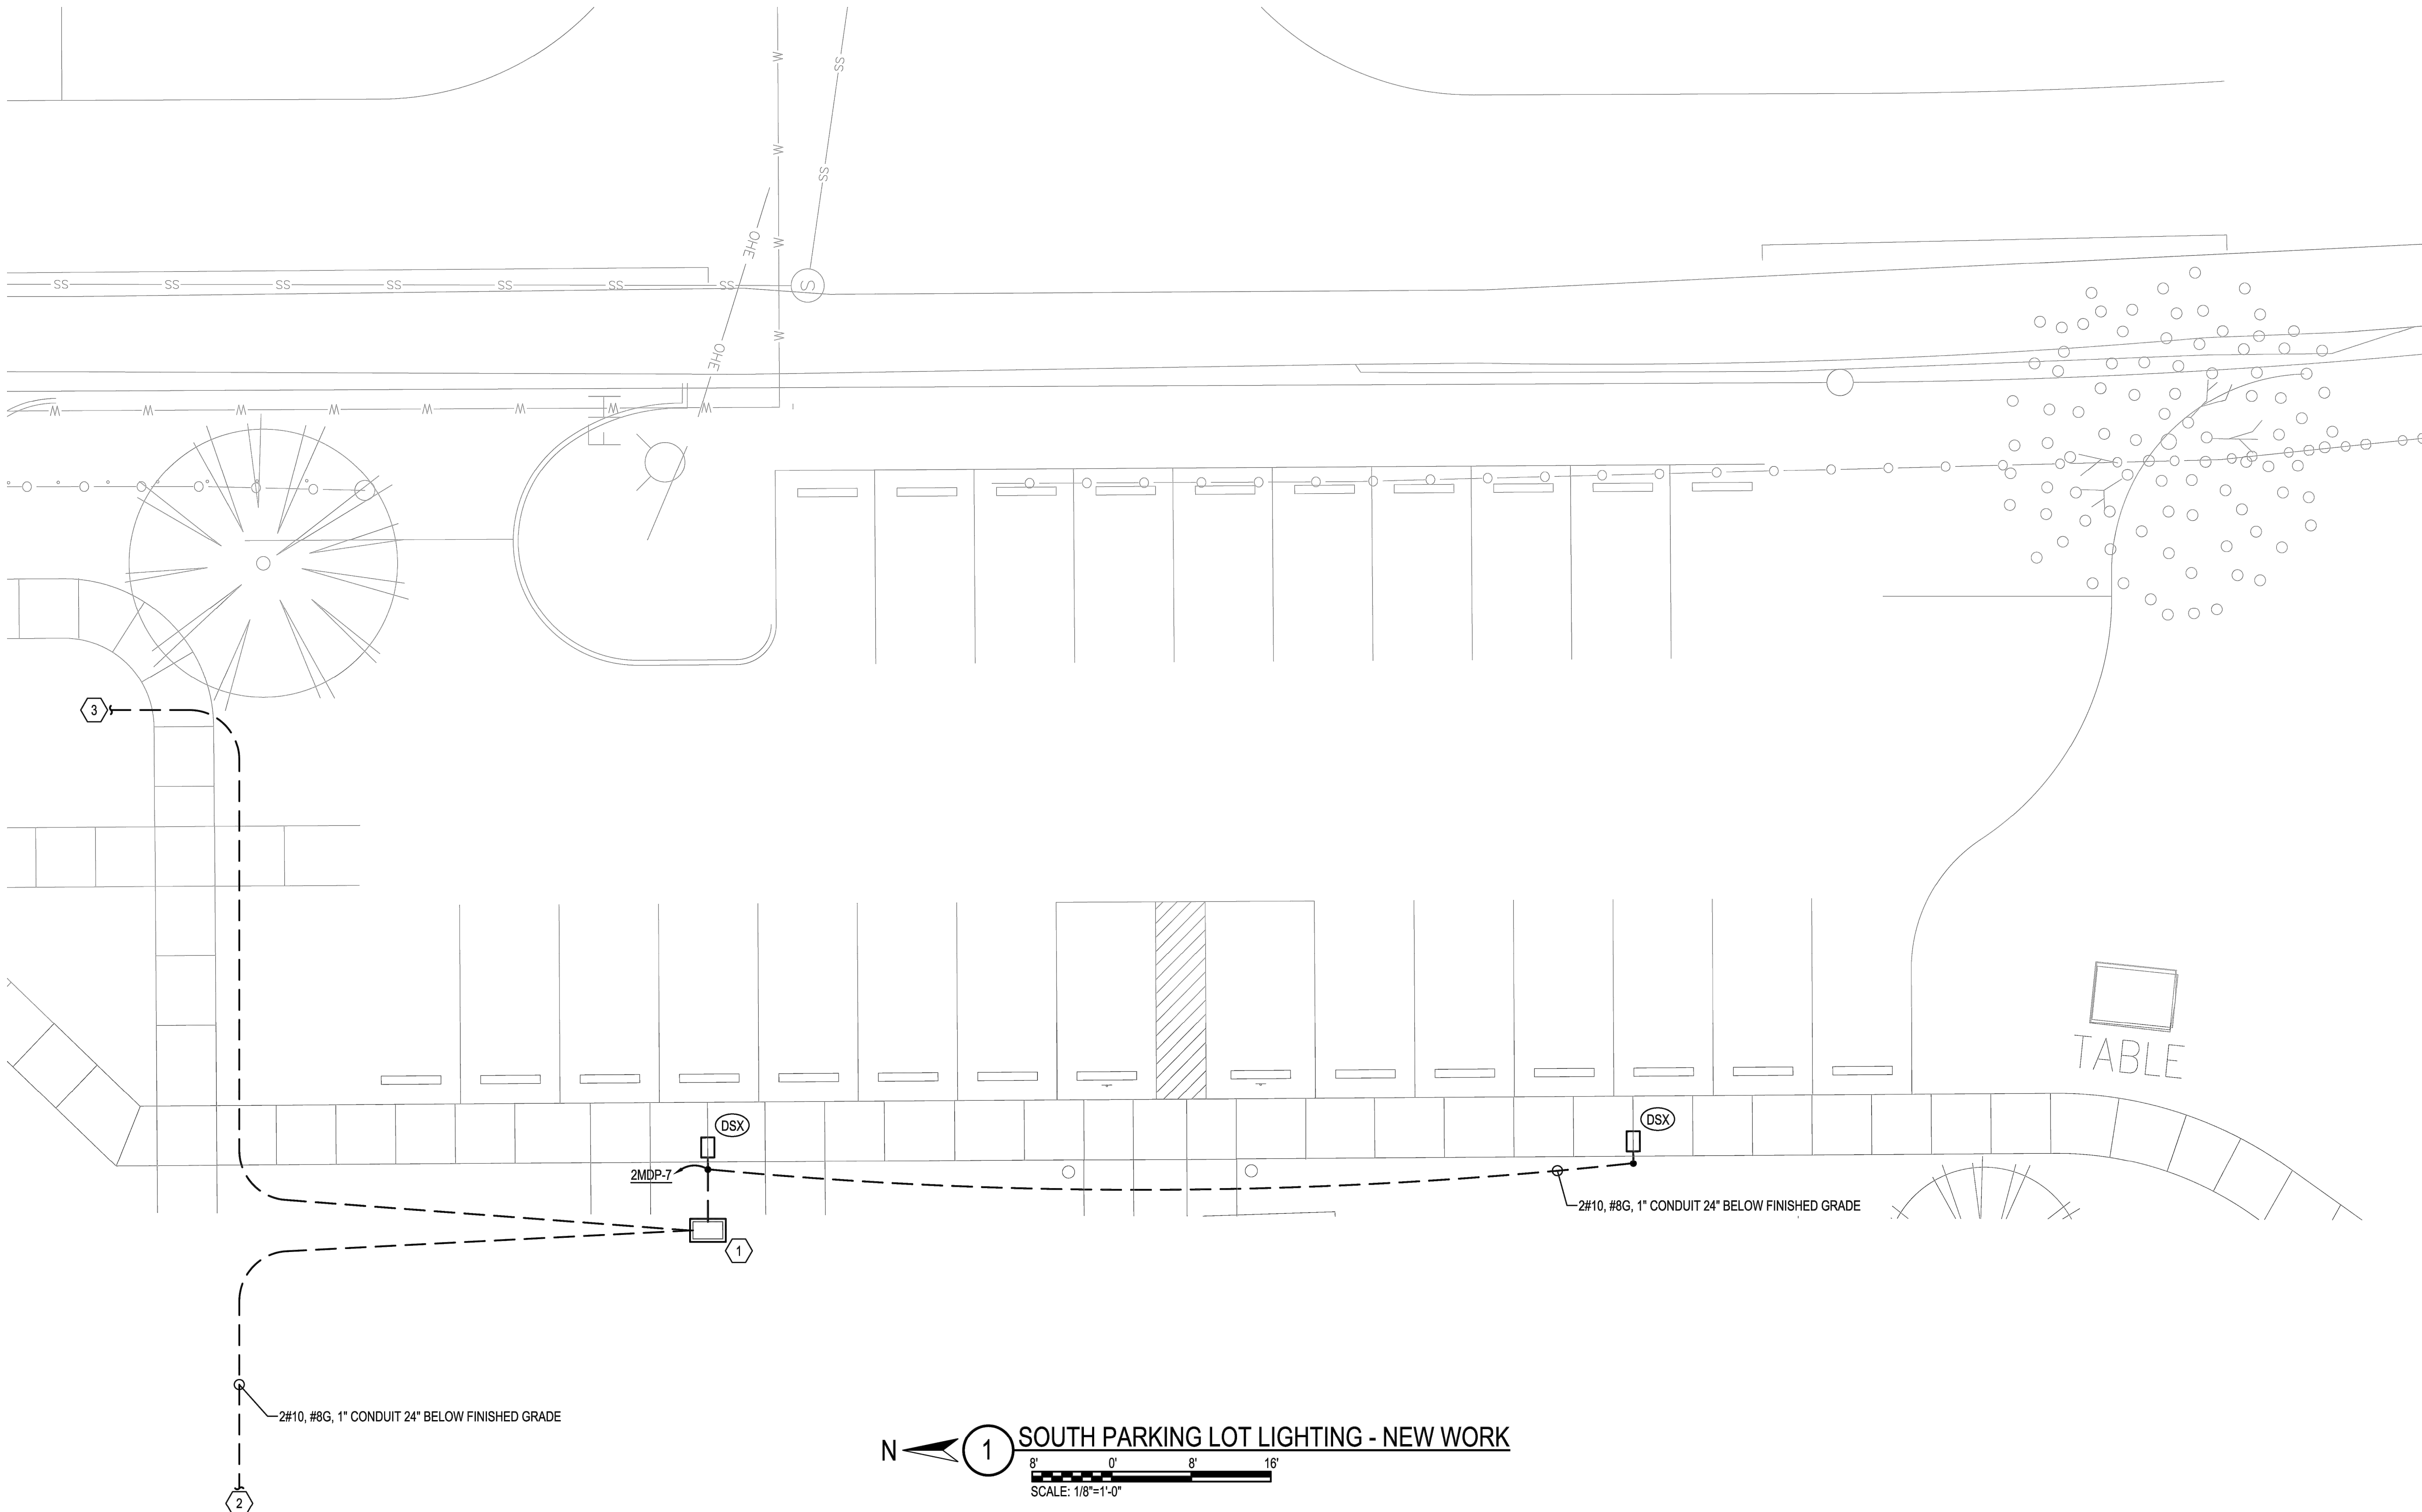 W
SS
W
SS
OHE
W
SS SS SS SS SS SS SS
S
W
OHE
W W W W W W W W
FH
3
TABLE
DSX
DSX
2MDP-7
2#10, #8G, 1" CONDUIT 24" BELOW FINISHED GRADE
1
2#10, #8G, 1" CONDUIT 24" BELOW FINISHED GRADE
N
1
SOUTH PARKING LOT LIGHTING - NEW WORK
8' 0' 8' 16'
SCALE: 1/8"=1'-0"
2